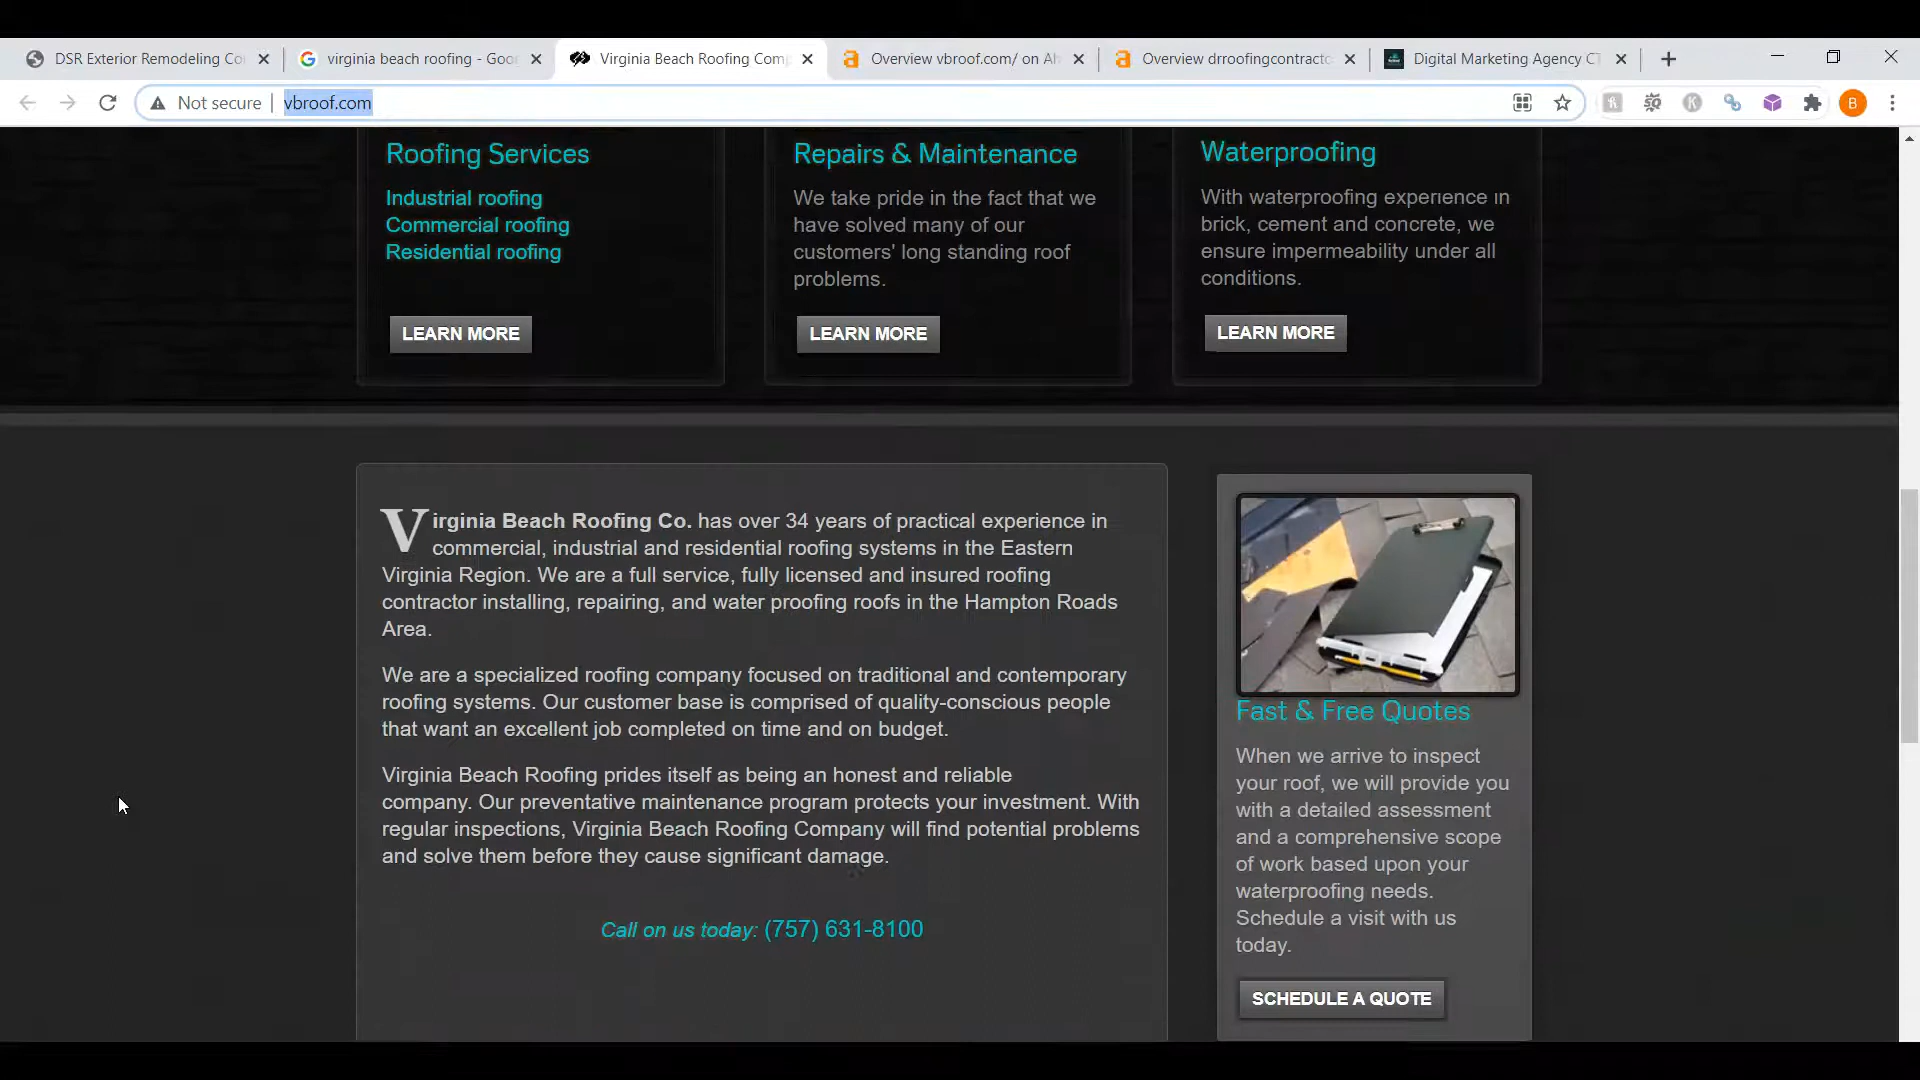 DSR Exterior Remodeling Co
virginia beach roofing - Goo
Virginia Beach Roofing Comp
Overview vbroof.com/ on Ah
Overview drroofingcontracto
Digital Marketing Agency CT
Not secure
vbroof.com
B
Roofing Services
Industrial roofing
Commercial roofing
Residential roofing
LEARN MORE
Repairs & Maintenance
We take pride in the fact that we
have solved many of our
customers' long standing roof
problems.
LEARN MORE
Waterproofing
With waterproofing experience in
brick, cement and concrete, we
ensure impermeability under all
conditions.
LEARN MORE
Virginia Beach Roofing Co. has over 34 years of practical experience in
commercial, industrial and residential roofing systems in the Eastern
Virginia Region. We are a full service, fully licensed and insured roofing
contractor installing, repairing, and water proofing roofs in the Hampton Roads
Area.
We are a specialized roofing company focused on traditional and contemporary
roofing systems. Our customer base is comprised of quality-conscious people
that want an excellent job completed on time and on budget.
Virginia Beach Roofing prides itself as being an honest and reliable
company. Our preventative maintenance program protects your investment. With
regular inspections, Virginia Beach Roofing Company will find potential problems
and solve them before they cause significant damage.
Call on us today: (757) 631-8100
Fast & Free Quotes
When we arrive to inspect
your roof, we will provide you
with a detailed assessment
and a comprehensive scope
of work based upon your
waterproofing needs.
Schedule a visit with us
today.
SCHEDULE A QUOTE